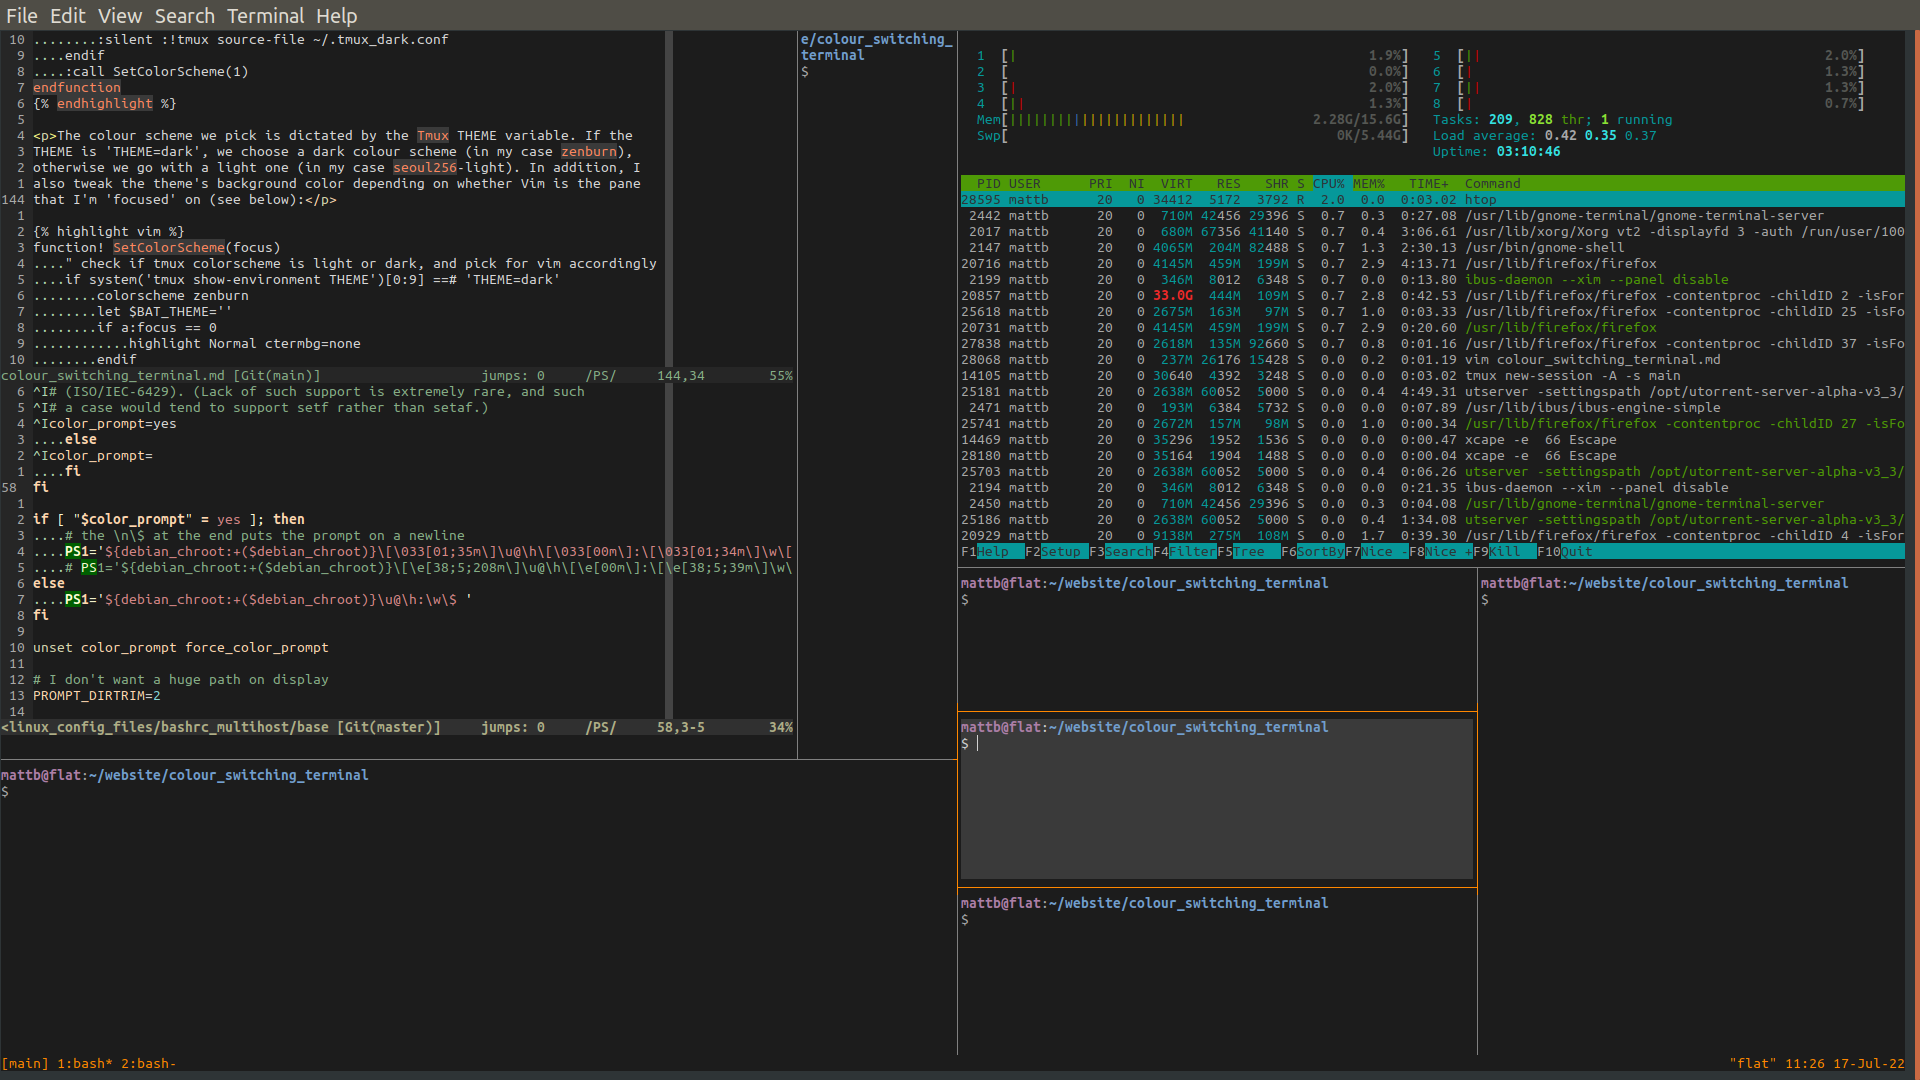 File Edit View Search Terminal Help
10 ........:silent :!tmux source-file ~/.tmux_dark.conf
9 ....endif
8 ....:call SetColorScheme(1)
7 endfunction
6 {% endhighlight %}
5
4 <p>The colour scheme we pick is dictated by the Tmux THEME variable. If the
3 THEME is 'THEME=dark', we choose a dark colour scheme (in my case zenburn),
2 otherwise we go with a light one (in my case seoul256-light). In addition, I
1 also tweak the theme's background color depending on whether Vim is the pane
144 that I'm 'focused' on (see below):</p>
1
2 {% highlight vim %}
3 function! SetColorScheme(focus)
4 ...." check if tmux colorscheme is light or dark, and pick for vim accordingly
5 ....if system('tmux show-environment THEME')[0:9] ==# 'THEME=dark'
6 ........colorscheme zenburn
7 ........let $BAT_THEME=''
8 ........if a:focus == 0
9 ............highlight Normal ctermbg=none
10 ........endif
colour_switching_terminal.md [Git(main)] jumps: 0 /PS/ 144,34 55%
6 ^I# (ISO/IEC-6429). (Lack of such support is extremely rare, and such
5 ^I# a case would tend to support setf rather than setaf.)
4 ^Icolor_prompt=yes
3 ....else
2 ^Icolor_prompt=
1 ....fi
58 fi
1
2 if [ "$color_prompt" = yes ]; then
3 ....# the \n\$ at the end puts the prompt on a newline
4 ....PS1='${debian_chroot:+($debian_chroot)}\[\033[01;35m\]\u@\h\[\033[00m\]:\[\033[01;34m\]\w\[
5 ....# PS1='${debian_chroot:+($debian_chroot)}\[\e[38;5;208m\]\u@\h\[\e[00m\]:\[\e[38;5;39m\]\w\
6 else
7 ....PS1='${debian_chroot:+($debian_chroot)}\u@\h:\w\$ '
8 fi
9
10 unset color_prompt force_color_prompt
11
12 # I don't want a huge path on display
13 PROMPT_DIRTRIM=2
14
<linux_config_files/bashrc_multihost/base [Git(master)] jumps: 0 /PS/ 58,3-5 34%
e/colour_switching_
terminal
$
mattb@flat:~/website/colour_switching_terminal
$
1 [| 1.9%] 5 [|| 2.0%]
2 [ 0.0%] 6 [| 1.3%]
3 [| 2.0%] 7 [|| 1.3%]
4 [|| 1.3%] 8 [| 0.7%]
Mem[|||||||||||||||||||||| 2.28G/15.6G] Tasks: 209, 828 thr; 1 running
Swp[ 0K/5.44G] Load average: 0.42 0.35 0.37
Uptime: 03:10:46
PID USER PRI NI VIRT RES SHR S CPU% MEM% TIME+ Command
28595 mattb 20 0 34412 5172 3792 R 2.0 0.0 0:03.02 htop
2442 mattb 20 0 710M 42456 29396 S 0.7 0.3 0:27.08 /usr/lib/gnome-terminal/gnome-terminal-server
2017 mattb 20 0 680M 67356 41140 S 0.7 0.4 3:06.61 /usr/lib/xorg/Xorg vt2 -displayfd 3 -auth /run/user/100
2147 mattb 20 0 4065M 204M 82488 S 0.7 1.3 2:30.13 /usr/bin/gnome-shell
20716 mattb 20 0 4145M 459M 199M S 0.7 2.9 4:13.71 /usr/lib/firefox/firefox
2199 mattb 20 0 346M 8012 6348 S 0.7 0.0 0:13.80 ibus-daemon --xim --panel disable
20857 mattb 20 0 33.0G 444M 109M S 0.7 2.8 0:42.53 /usr/lib/firefox/firefox -contentproc -childID 2 -isFor
25618 mattb 20 0 2675M 163M 97M S 0.7 1.0 0:03.33 /usr/lib/firefox/firefox -contentproc -childID 25 -isFo
20731 mattb 20 0 4145M 459M 199M S 0.7 2.9 0:20.60 /usr/lib/firefox/firefox
27838 mattb 20 0 2618M 135M 92660 S 0.7 0.8 0:01.16 /usr/lib/firefox/firefox -contentproc -childID 37 -isFo
28068 mattb 20 0 237M 26176 15428 S 0.0 0.2 0:01.19 vim colour_switching_terminal.md
14105 mattb 20 0 30640 4392 3248 S 0.0 0.0 0:03.02 tmux new-session -A -s main
25181 mattb 20 0 2638M 60052 5000 S 0.0 0.4 4:49.31 utserver -settingspath /opt/utorrent-server-alpha-v3_3/
2471 mattb 20 0 193M 6384 5732 S 0.0 0.0 0:07.89 /usr/lib/ibus/ibus-engine-simple
25741 mattb 20 0 2672M 157M 98M S 0.0 1.0 0:00.34 /usr/lib/firefox/firefox -contentproc -childID 27 -isFo
14469 mattb 20 0 35296 1952 1536 S 0.0 0.0 0:00.47 xcape -e 66 Escape
28180 mattb 20 0 35164 1904 1488 S 0.0 0.0 0:00.04 xcape -e 66 Escape
25703 mattb 20 0 2638M 60052 5000 S 0.0 0.4 0:06.26 utserver -settingspath /opt/utorrent-server-alpha-v3_3/
2194 mattb 20 0 346M 8012 6348 S 0.0 0.0 0:21.35 ibus-daemon --xim --panel disable
2450 mattb 20 0 710M 42456 29396 S 0.0 0.3 0:04.08 /usr/lib/gnome-terminal/gnome-terminal-server
25186 mattb 20 0 2638M 60052 5000 S 0.0 0.4 1:34.08 utserver -settingspath /opt/utorrent-server-alpha-v3_3/
20929 mattb 20 0 9138M 275M 108M S 0.0 1.7 0:39.30 /usr/lib/firefox/firefox -contentproc -childID 4 -isFor
F1Help F2Setup F3SearchF4FilterF5Tree F6SortByF7Nice -F8Nice +F9Kill F10Quit
mattb@flat:~/website/colour_switching_terminal
$
mattb@flat:~/website/colour_switching_terminal
$
mattb@flat:~/website/colour_switching_terminal
$
mattb@flat:~/website/colour_switching_terminal
$
[main] 1:bash* 2:bash- "flat" 11:26 17-Jul-22